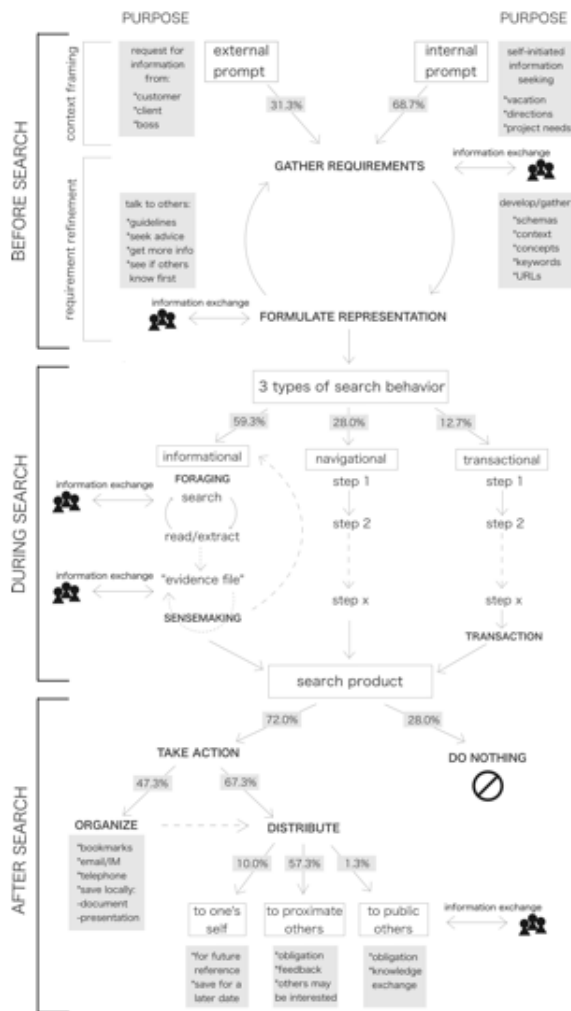 PURPOSE
PURPOSE
BEFORE SEARCH
context framing
request for
information
from:
*customer
*client
*boss
external
prompt
internal
prompt
self-initiated
information
seeking
*vacation
*directions
*project needs
31.3%
68.7%
GATHER REQUIREMENTS
information exchange
requirement refinement
talk to others:
*guidelines
*seek advice
*get more info
*see if others
know first
develop/gather
*schemas
*context
*concepts
*keywords
*URLs
information exchange
FORMULATE REPRESENTATION
DURING SEARCH
3 types of search behavior
59.3%
28.0%
12.7%
informational
navigational
transactional
FORAGING
step 1
step 1
information exchange
search
step 2
step 2
read/extract
information exchange
"evidence file"
step x
step x
SENSEMAKING
TRANSACTION
search product
AFTER SEARCH
72.0%
28.0%
TAKE ACTION
DO NOTHING
47.3%
67.3%
ORGANIZE
DISTRIBUTE
*bookmarks
*email/IM
*telephone
*save locally:
-document
-presentation
10.0%
57.3%
1.3%
to one's
self
to proximate
others
to public
others
information exchange
*for future
reference
*save for a
later date
*obligation
*feedback
*others may
be interested
*obligation
*knowledge
exchange